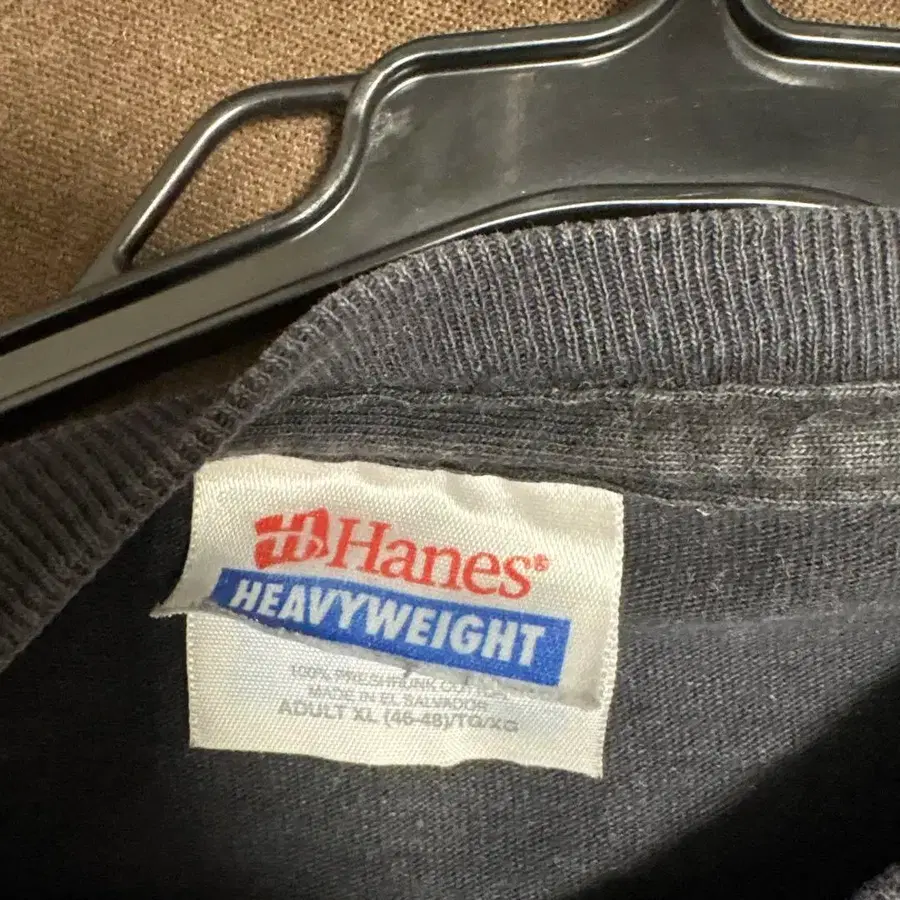 Hanes®
HEAVYWEIGHT
100% PRESHRUNK COTTON
MADE IN EL SALVADOR
ADULT XL (46-48)/TG/XG